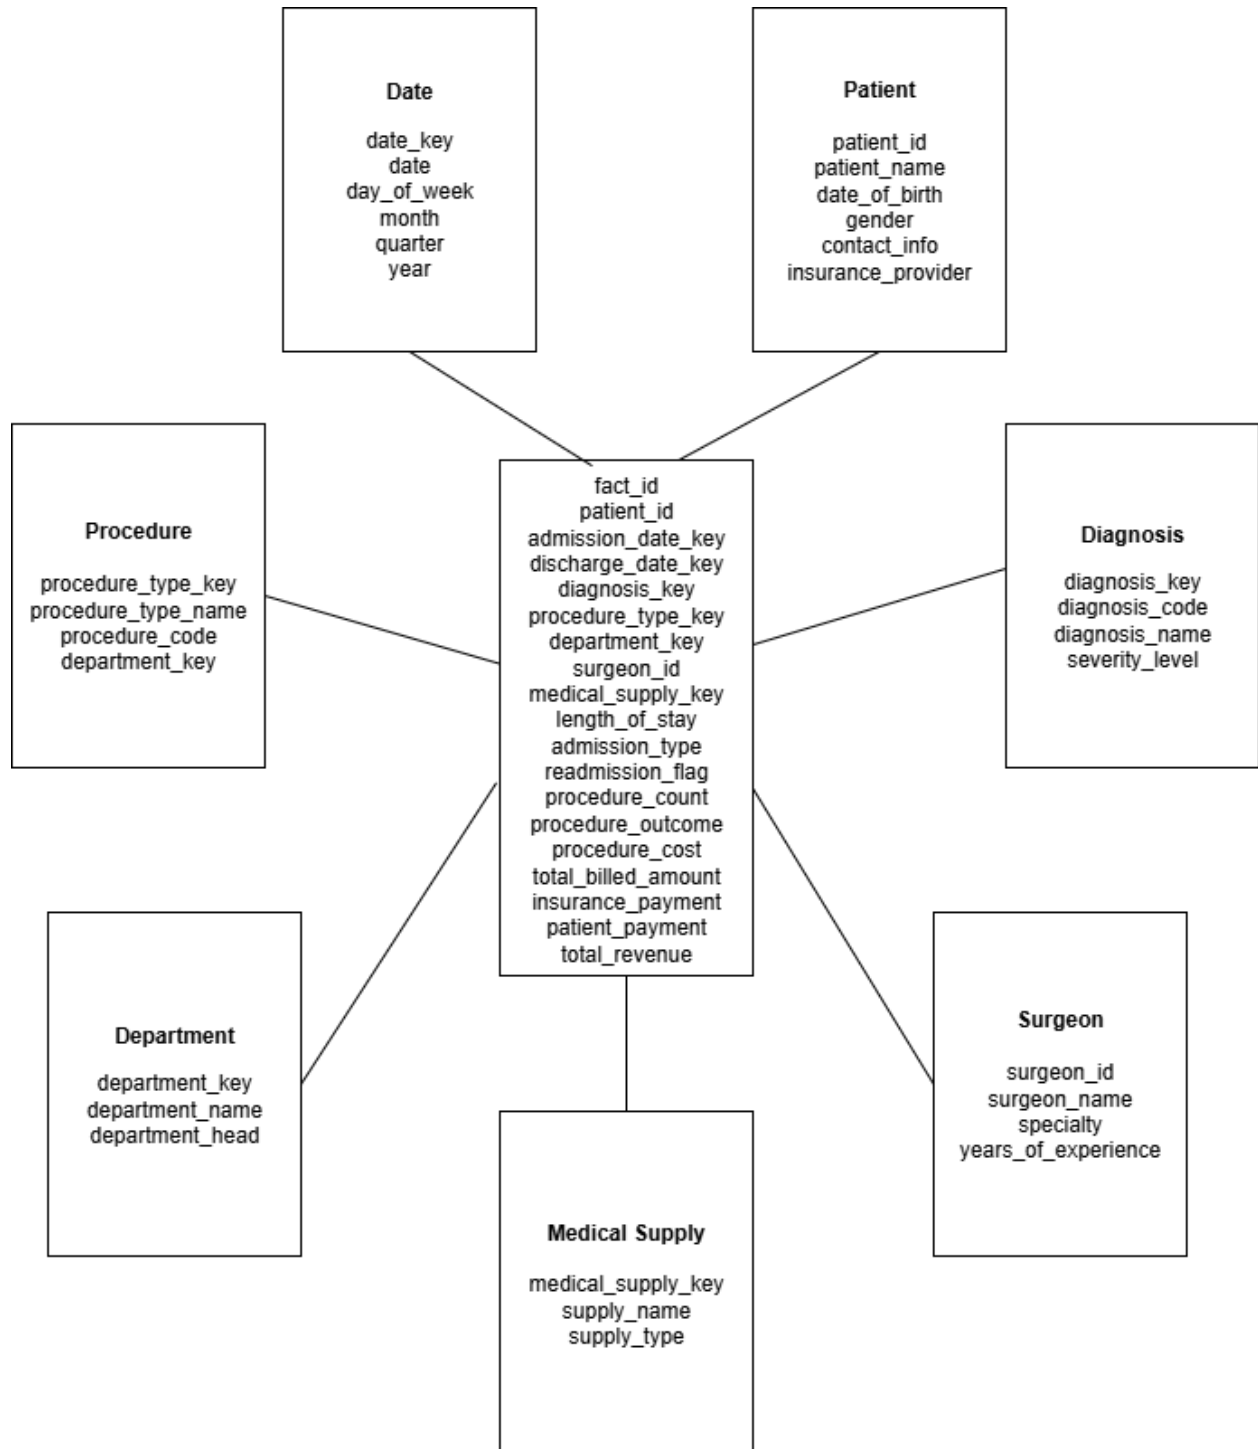 Date
date_key
date
day_of_week
month
quarter
year
Patient
patient_id
patient_name
date_of_birth
gender
contact_info
insurance_provider
Procedure
procedure_type_key
procedure_type_name
procedure_code
department_key
fact_id
patient_id
admission_date_key
discharge_date_key
diagnosis_key
procedure_type_key
department_key
surgeon_id
medical_supply_key
length_of_stay
admission_type
readmission_flag
procedure_count
procedure_outcome
procedure_cost
total_billed_amount
insurance_payment
patient_payment
total_revenue
Diagnosis
diagnosis_key
diagnosis_code
diagnosis_name
severity_level
Department
department_key
department_name
department_head
Medical Supply
medical_supply_key
supply_name
supply_type
Surgeon
surgeon_id
surgeon_name
specialty
years_of_experience